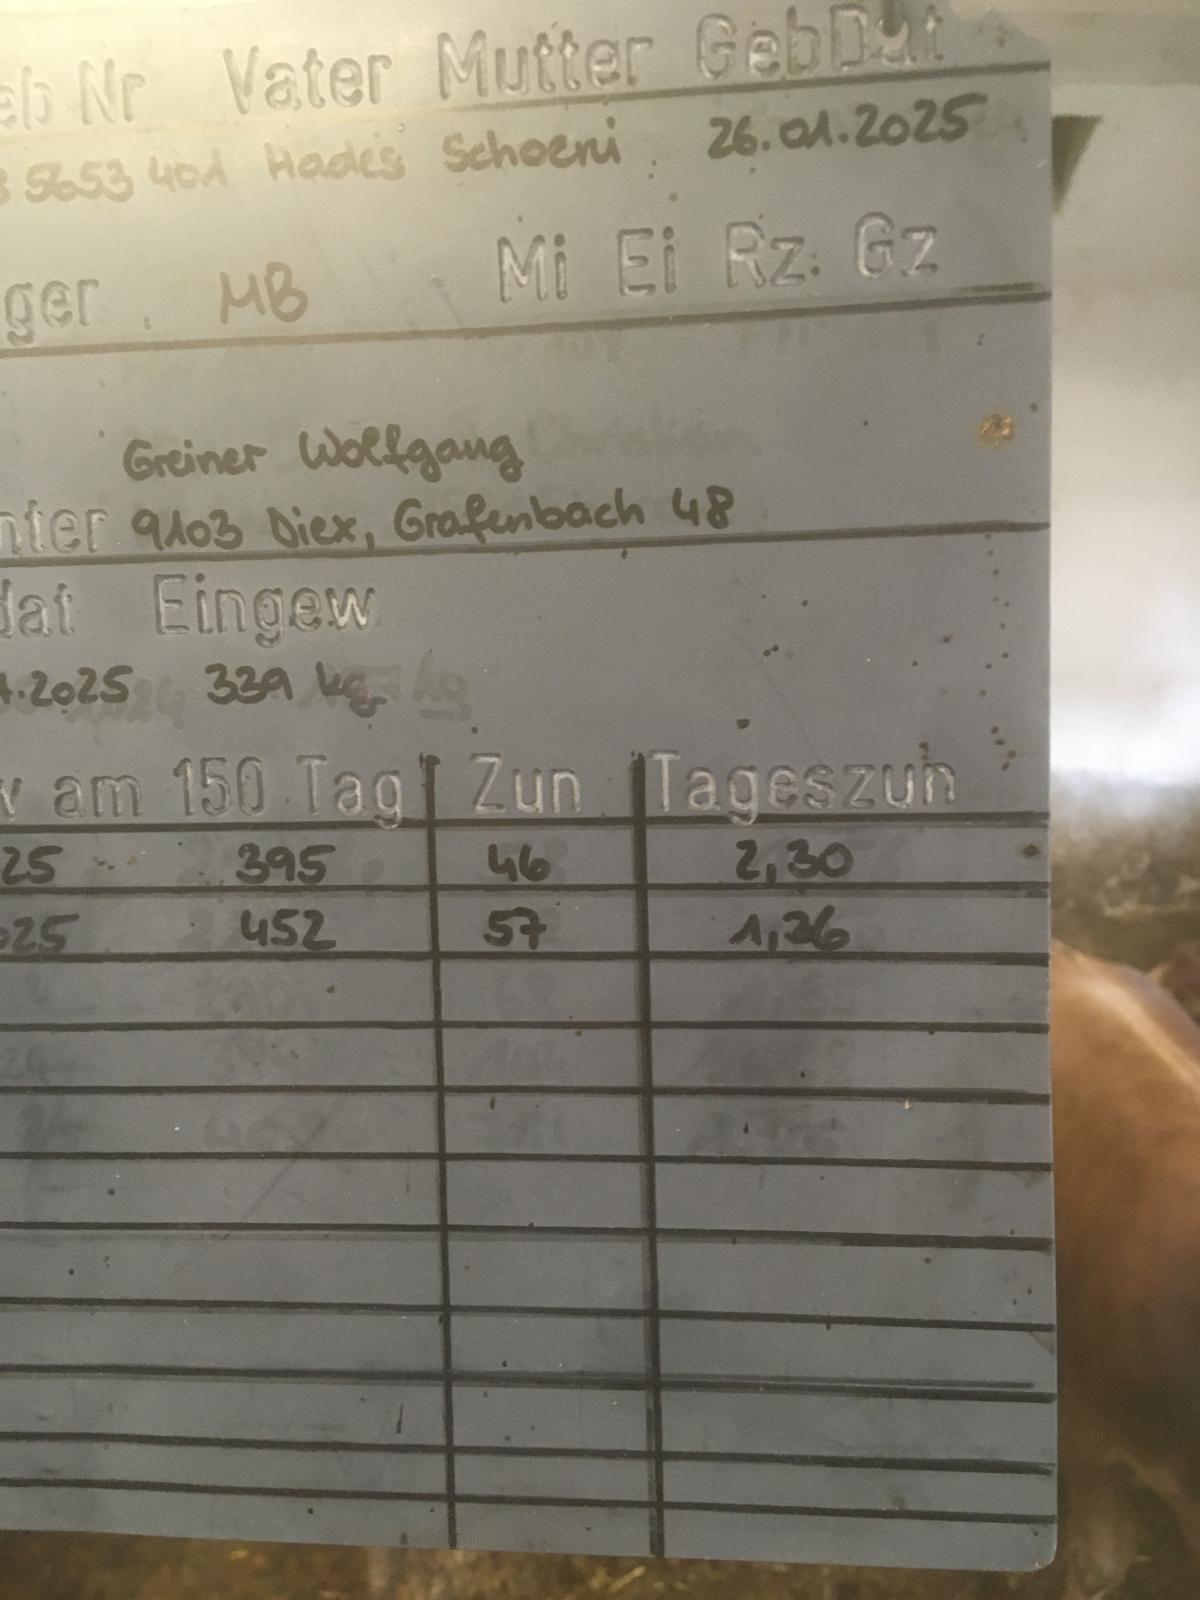 eb Nr Vater Mutter GebDat
5653 401 Hades Schoeni 26.01.2025
ger MB Mi Ei Rz: Gz
Greiner Wolfgang
nter 9103 Diex, Grafenbach 48
dat Eingew
.2025 339 kg
w am 150 Tag Zun Tageszun
25 395 46 2,30
025 452 57 1,36